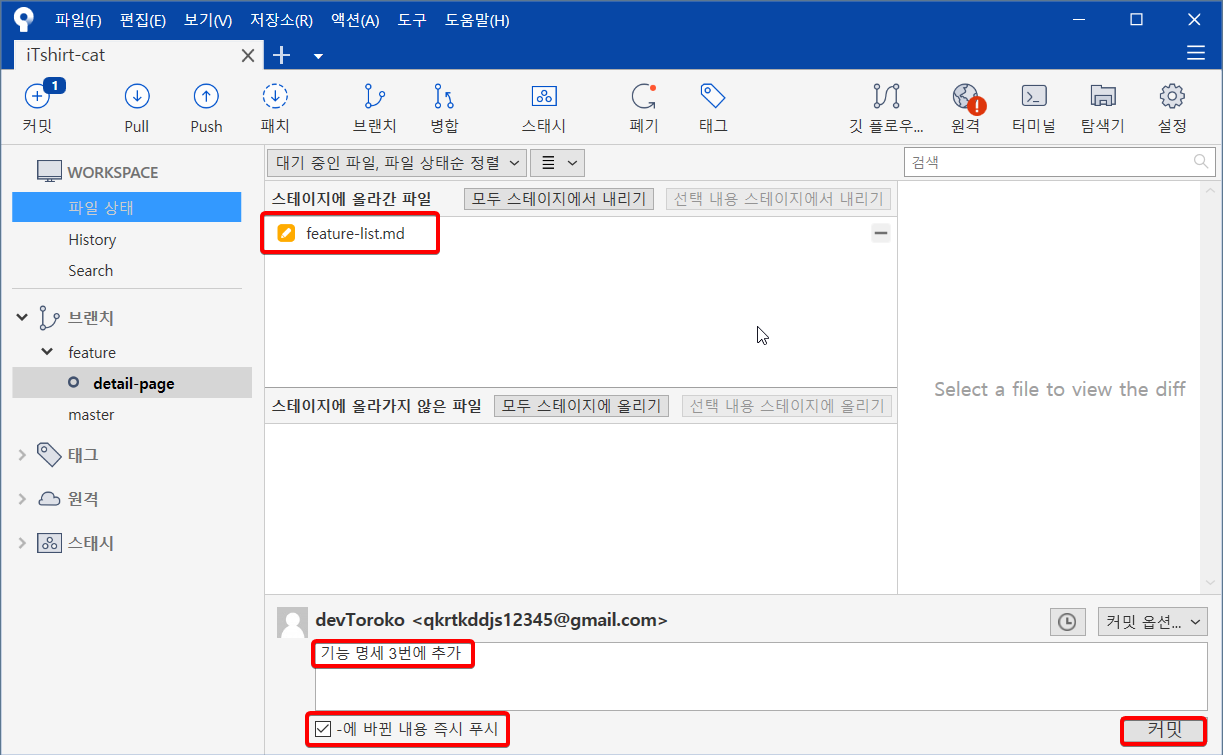 파일(F) 편집(E) 보기(V) 저장소(R) 액션(A) 도구 도움말(H)
iTshirt-cat
1
커밋 Pull Push 패치 브랜치 병합 스태시 폐기 태그 깃 플로우... 원격 터미널 탐색기 설정
WORKSPACE
파일 상태
History
Search
브랜치
feature
detail-page
master
태그
원격
스태시
대기 중인 파일, 파일 상태순 정렬
검색
스테이지에 올라간 파일 모두 스테이지에서 내리기 선택 내용 스테이지에서 내리기
feature-list.md
스테이지에 올라가지 않은 파일 모두 스테이지에 올리기 선택 내용 스테이지에 올리기
Select a file to view the diff
devToroko <qkrtkddjs12345@gmail.com>
커밋 옵션...
기능 명세 3번에 추가
-에 바뀐 내용 즉시 푸시
커밋